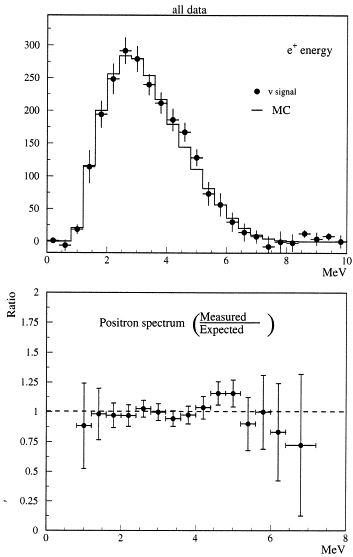 all data
300
250
200
150
100
50
0
e+ energy
ν signal
MC
0 2 4 6 8 10
MeV
Ratio
2
1.75
1.5
1.25
1
0.75
0.5
0.25
0
Positron spectrum (Measured
Expected)
0 2 4 6 8
MeV